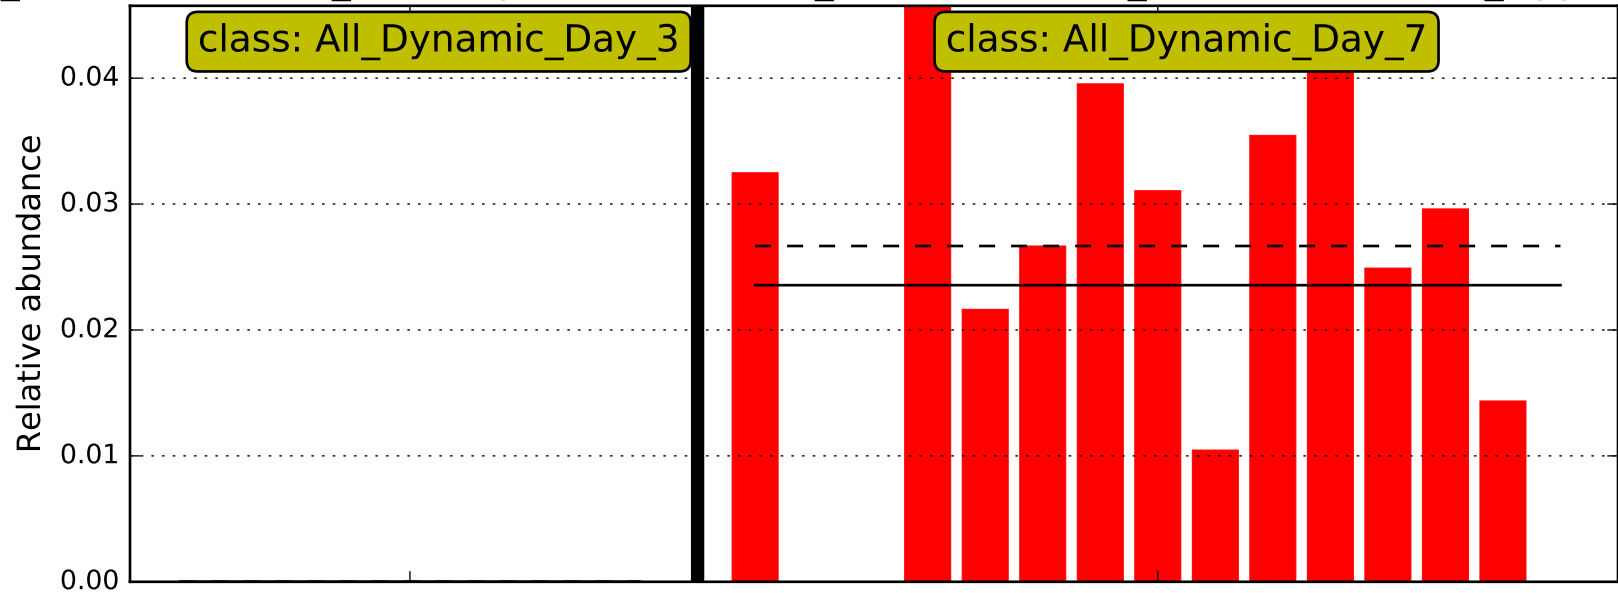 class: All_Dynamic_Day_3
class: All_Dynamic_Day_7
Relative abundance
0.04
0.03
0.02
0.01
0.00